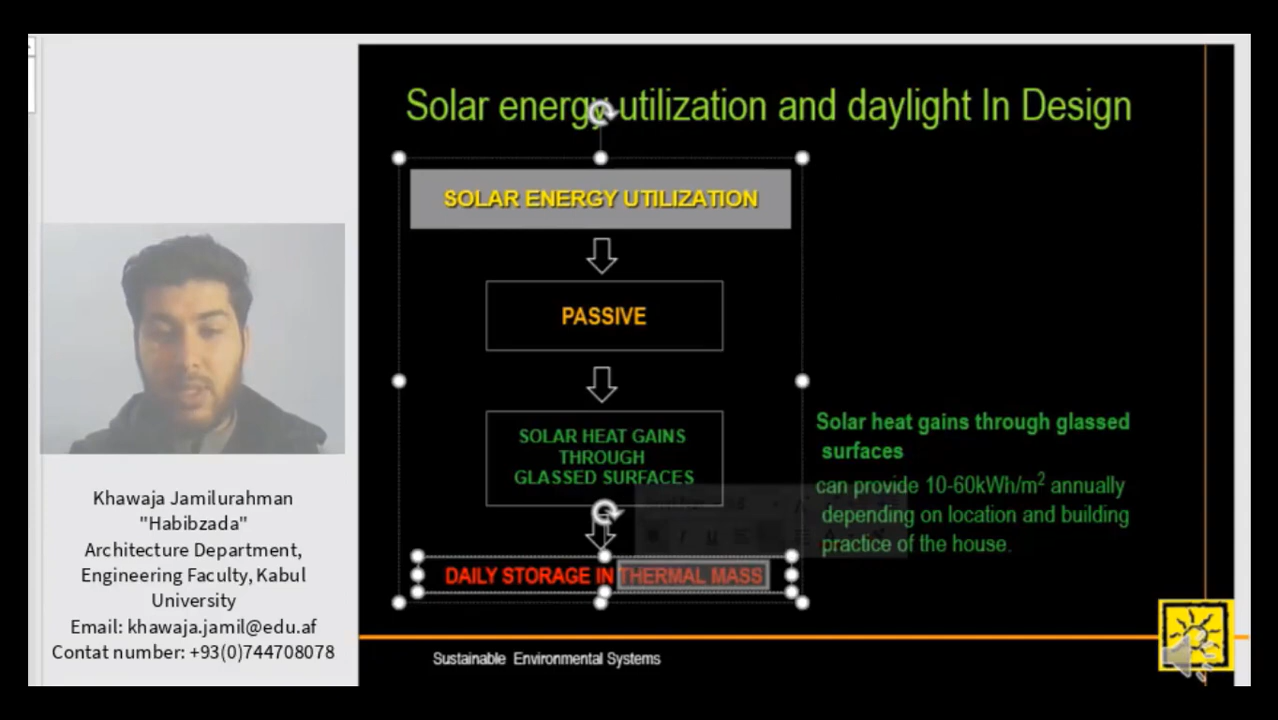 Solar energy utilization and daylight In Design
SOLAR ENERGY UTILIZATION
PASSIVE
SOLAR HEAT GAINS
THROUGH
GLASSED SURFACES
DAILY STORAGE IN THERMAL MASS
Solar heat gains through glassed
surfaces
can provide 10-60kWh/m² annually
depending on location and building
practice of the house.
Sustainable Environmental Systems
Khawaja Jamilurahman
"Habibzada"
Architecture Department,
Engineering Faculty, Kabul
University
Email: khawaja.jamil@edu.af
Contat number: +93(0)744708078